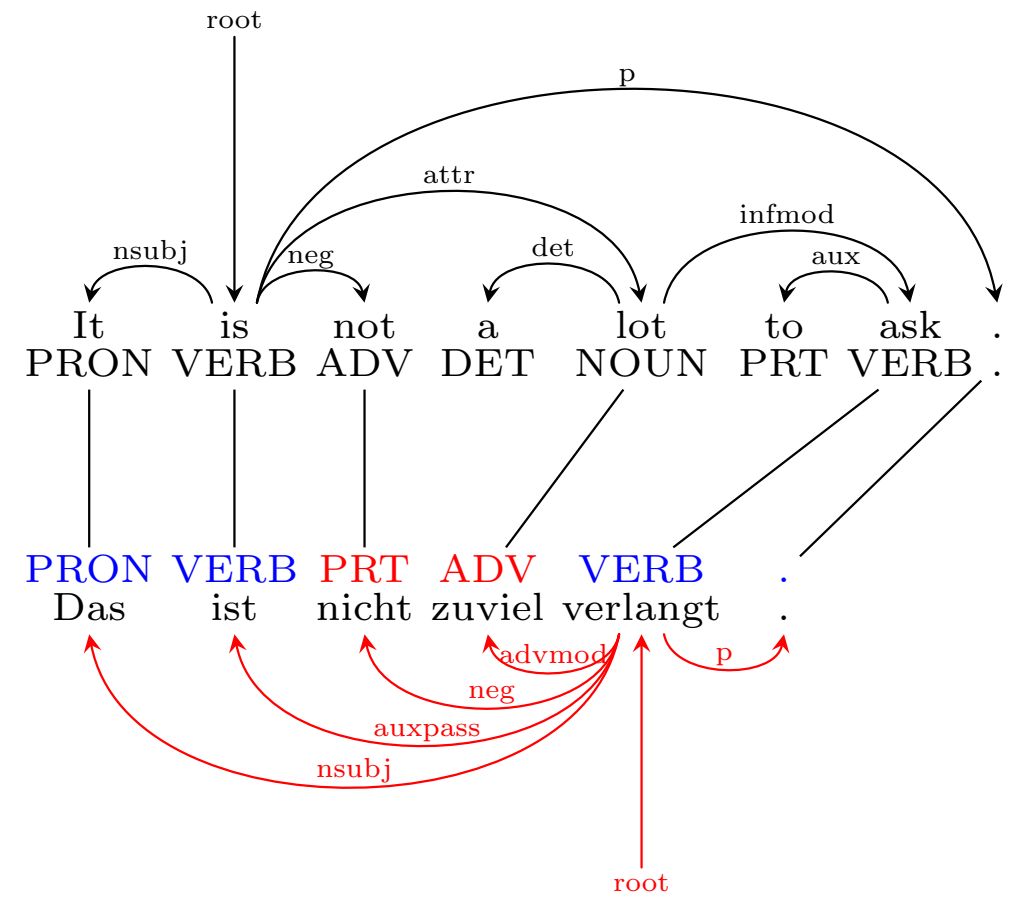 root
p
attr
infmod
nsubj neg det aux
It is not a lot to ask .
PRON VERB ADV DET NOUN PRT VERB .
PRON VERB PRT ADV VERB .
Das ist nicht zuviel verlangt .
advmod p
neg
auxpass
nsubj
root